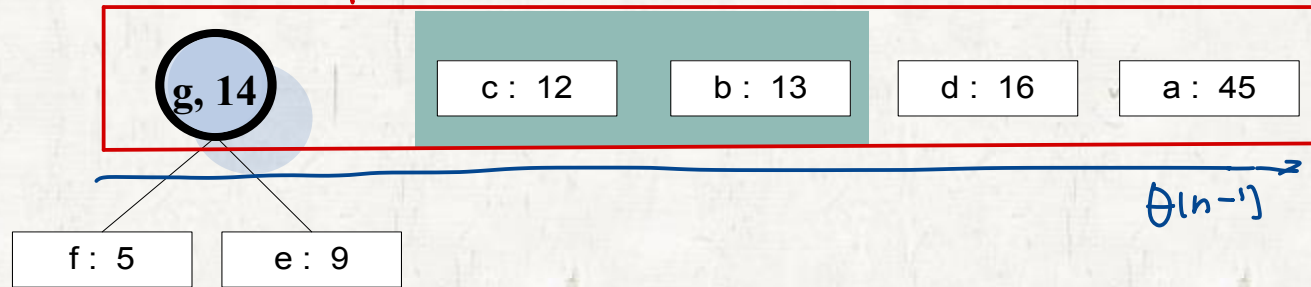 g, 14
c : 12
b : 13
d : 16
a : 45
θ(n-1)
f : 5
e : 9